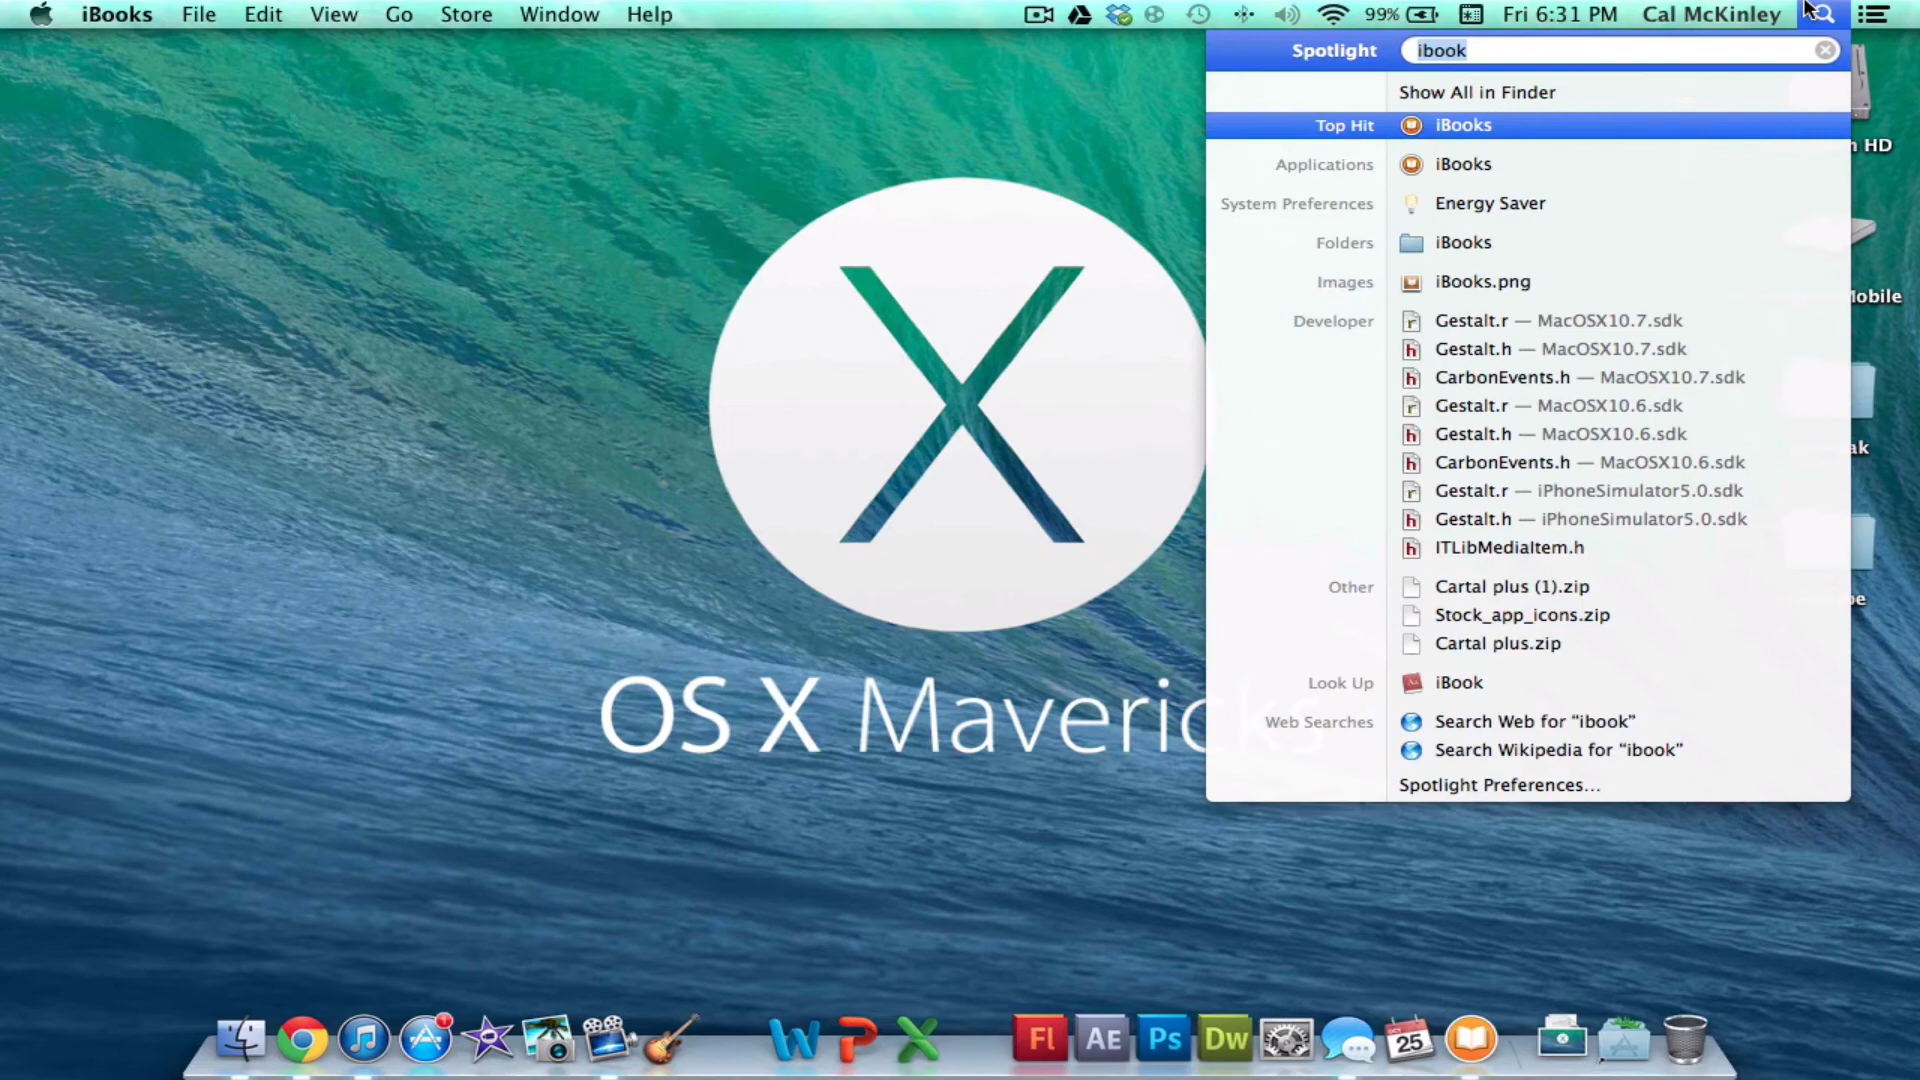 iBooks File Edit View Go Store Window Help 99% Fri 6:31 PM Cal McKinley
Spotlight ibook
Show All in Finder
Top Hit iBooks
Applications iBooks
System Preferences Energy Saver
Folders iBooks
Images iBooks.png
Developer Gestalt.r — MacOSX10.7.sdk
Gestalt.h — MacOSX10.7.sdk
CarbonEvents.h — MacOSX10.7.sdk
Gestalt.r — MacOSX10.6.sdk
Gestalt.h — MacOSX10.6.sdk
CarbonEvents.h — MacOSX10.6.sdk
Gestalt.r — iPhoneSimulator5.0.sdk
Gestalt.h — iPhoneSimulator5.0.sdk
ITLibMediaItem.h
Other Cartal plus (1).zip
Stock_app_icons.zip
Cartal plus.zip
Look Up iBook
Web Searches Search Web for “ibook”
Search Wikipedia for “ibook”
Spotlight Preferences...
HD
OS X Mavericks
1
Fl AE Ps Dw
OCT
25